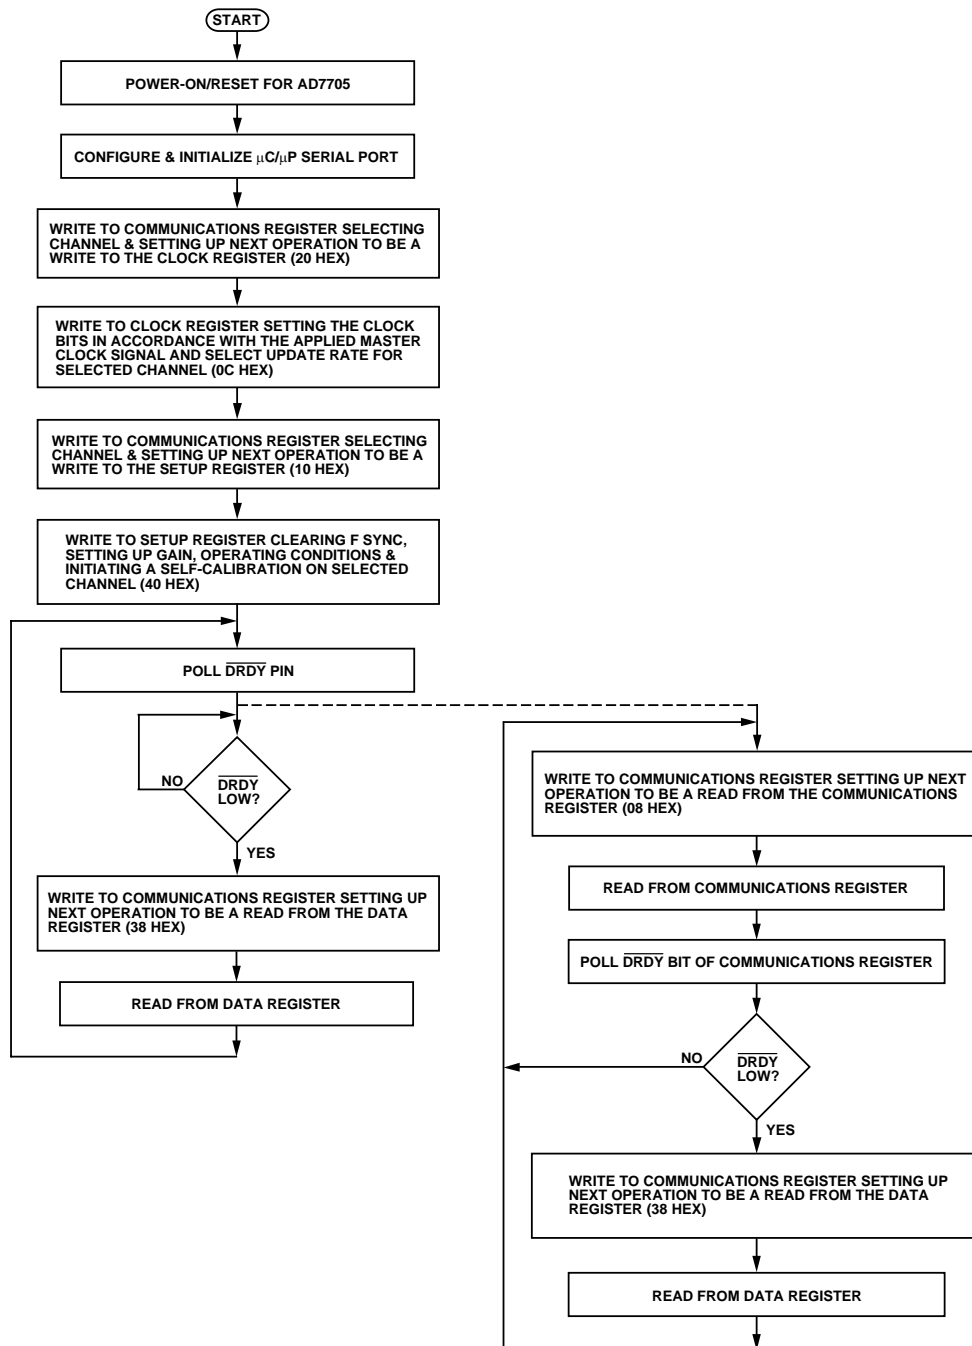 START
POWER-ON/RESET FOR AD7705
CONFIGURE & INITIALIZE μC/μP SERIAL PORT
WRITE TO COMMUNICATIONS REGISTER SELECTING
CHANNEL & SETTING UP NEXT OPERATION TO BE A
WRITE TO THE CLOCK REGISTER (20 HEX)
WRITE TO CLOCK REGISTER SETTING THE CLOCK
BITS IN ACCORDANCE WITH THE APPLIED MASTER
CLOCK SIGNAL AND SELECT UPDATE RATE FOR
SELECTED CHANNEL (0C HEX)
WRITE TO COMMUNICATIONS REGISTER SELECTING
CHANNEL & SETTING UP NEXT OPERATION TO BE A
WRITE TO THE SETUP REGISTER (10 HEX)
WRITE TO SETUP REGISTER CLEARING F SYNC,
SETTING UP GAIN, OPERATING CONDITIONS &
INITIATING A SELF-CALIBRATION ON SELECTED
CHANNEL (40 HEX)
POLL DRDY PIN
NO
DRDY
LOW?
YES
WRITE TO COMMUNICATIONS REGISTER SETTING UP
NEXT OPERATION TO BE A READ FROM THE DATA
REGISTER (38 HEX)
READ FROM DATA REGISTER
WRITE TO COMMUNICATIONS REGISTER SETTING UP NEXT
OPERATION TO BE A READ FROM THE COMMUNICATIONS
REGISTER (08 HEX)
READ FROM COMMUNICATIONS REGISTER
POLL DRDY BIT OF COMMUNICATIONS REGISTER
NO
DRDY
LOW?
YES
WRITE TO COMMUNICATIONS REGISTER SETTING UP
NEXT OPERATION TO BE A READ FROM THE DATA
REGISTER (38 HEX)
READ FROM DATA REGISTER